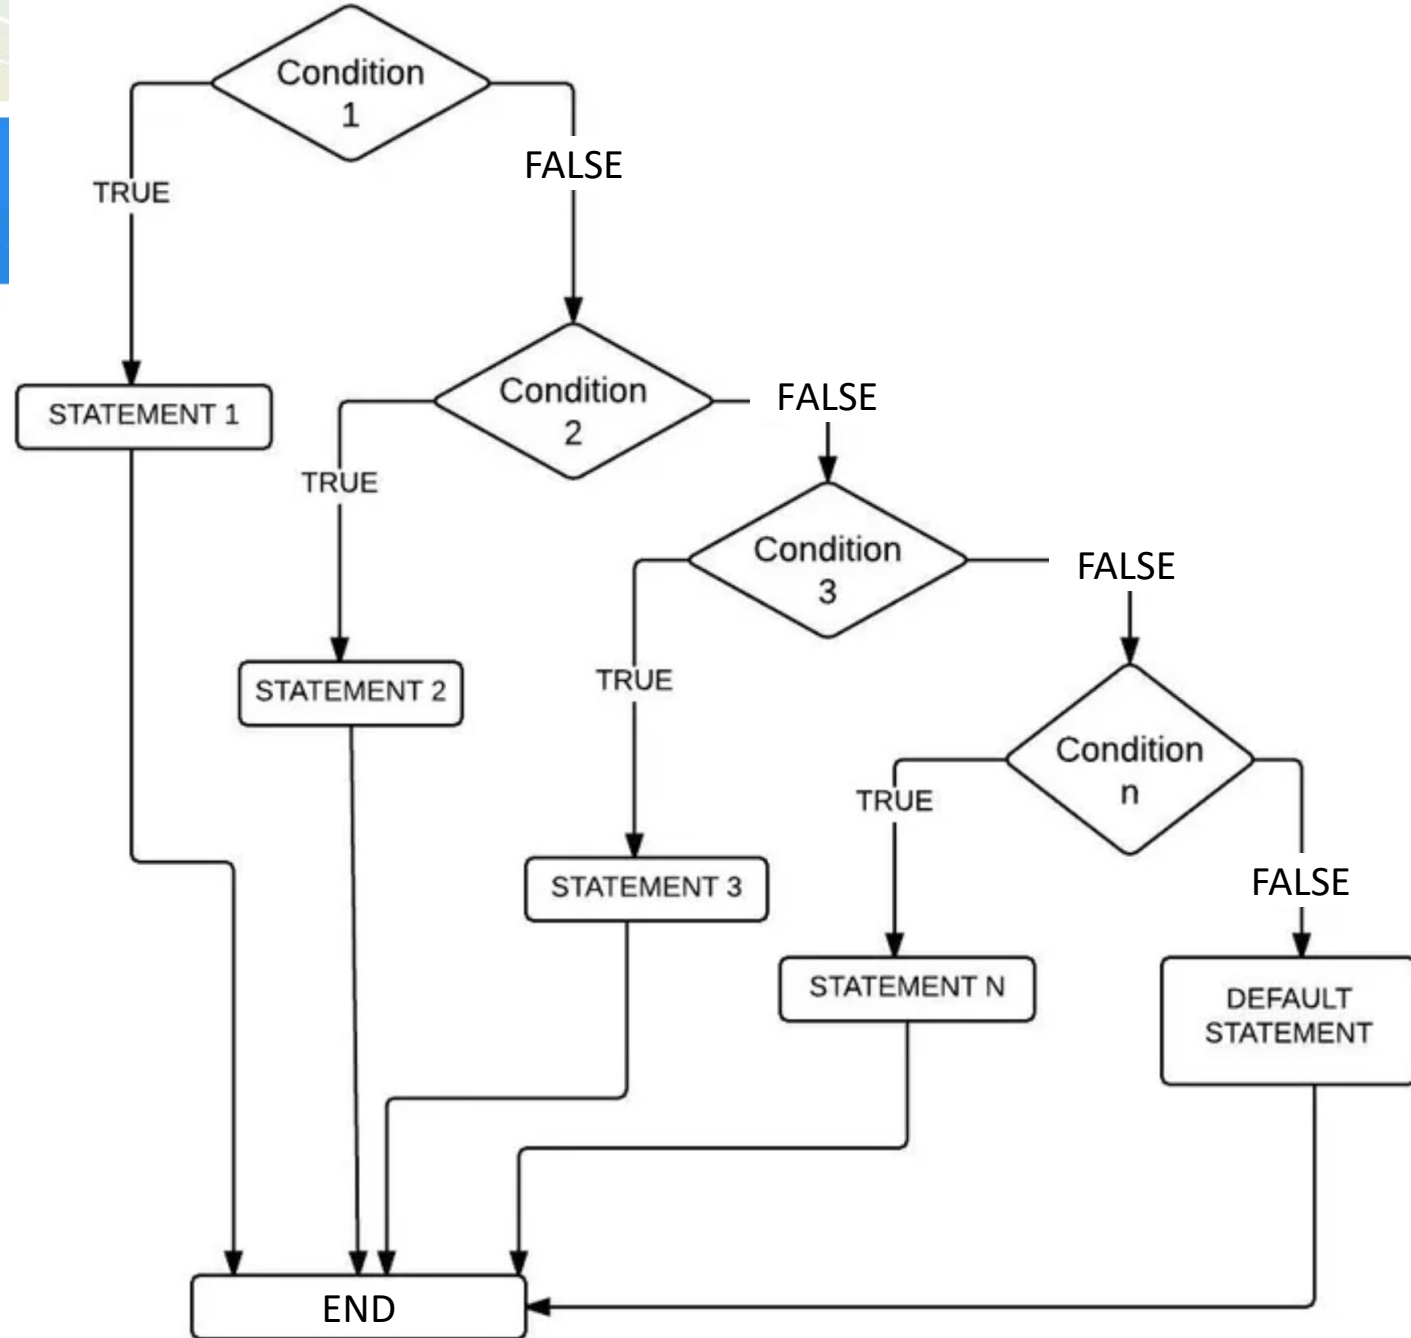 Condition
1
FALSE
TRUE
Condition
2
FALSE
STATEMENT 1
TRUE
Condition
3
FALSE
STATEMENT 2
TRUE
Condition
n
TRUE
STATEMENT 3
FALSE
STATEMENT N
DEFAULT
STATEMENT
END